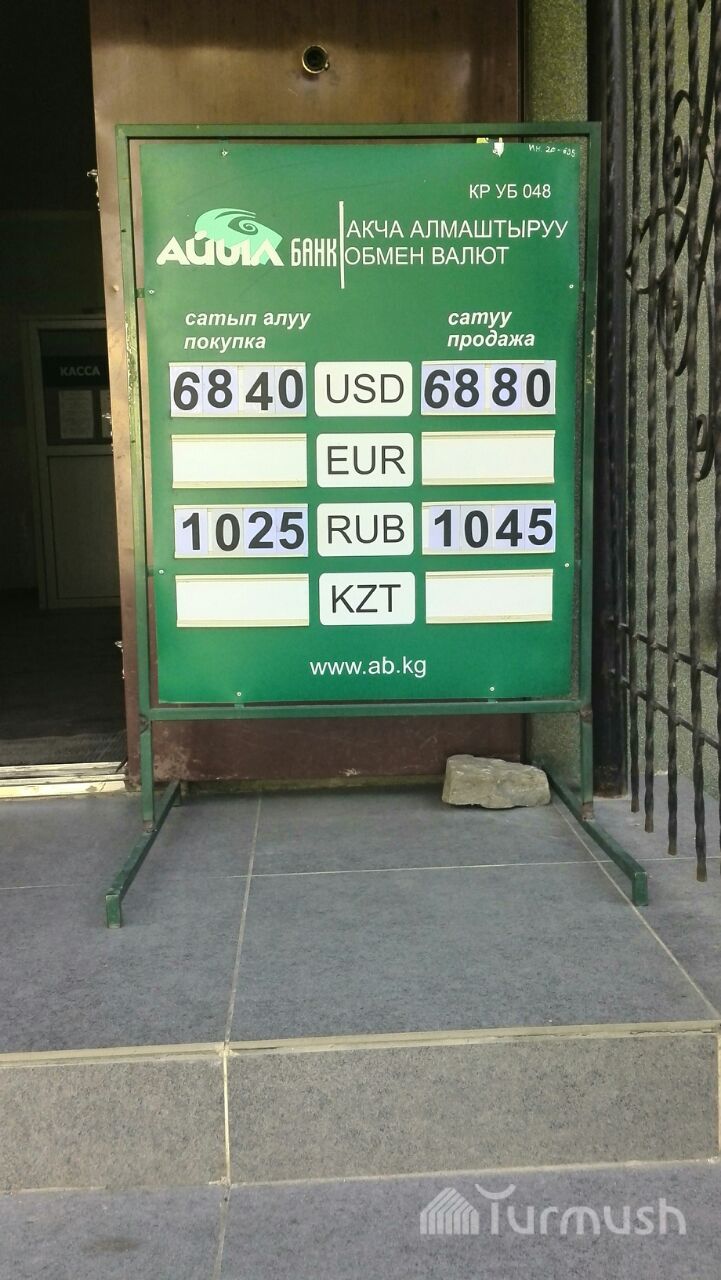 КР УБ 048
АЙЫЛ БАНК
АКЧА АЛМАШТЫРУУ
ОБМЕН ВАЛЮТ
сатып алуу сатуу
покупка продажа
6840 USD 6880
EUR
1025 RUB 1045
KZT
www.ab.kg
КАССА
Turmush